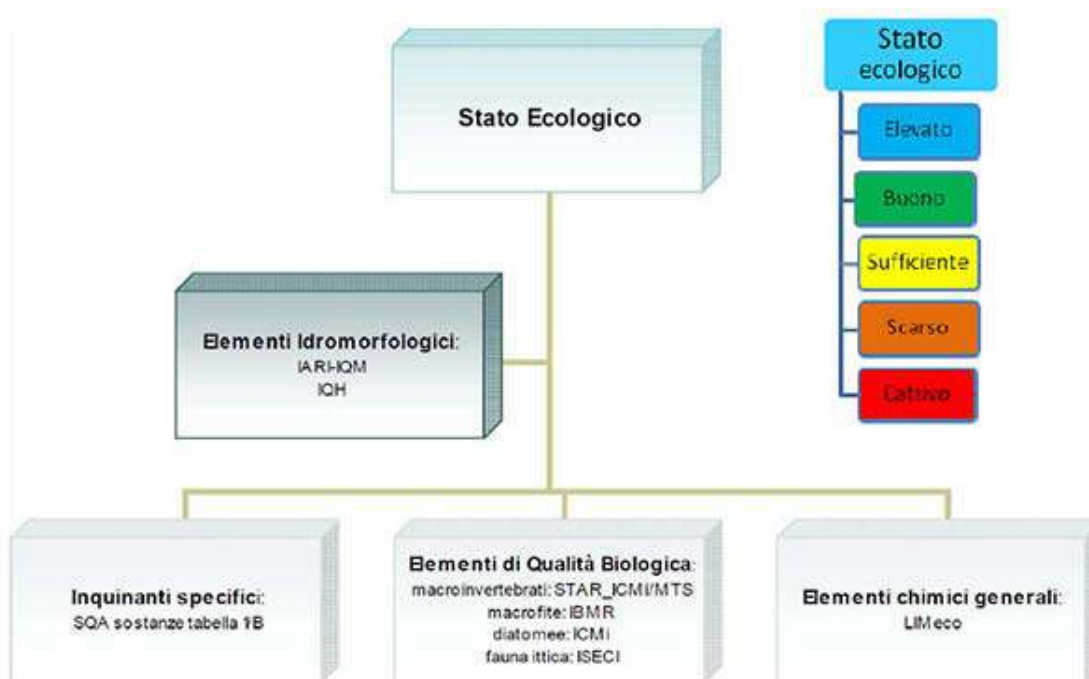 Stato Ecologico
Stato
ecologico
Elevato
Buono
Sufficiente
Scarso
Cattivo
Elementi Idromorfologici:
IARI-IQM
IQH
Inquinanti specifici:
SQA sostanze tabella 1B
Elementi di Qualità Biologica:
macroinvertebrati: STAR_ICMi/MTS
macrofite: IBMR
diatomee: ICMi
fauna ittica: ISECI
Elementi chimici generali:
LIMeco